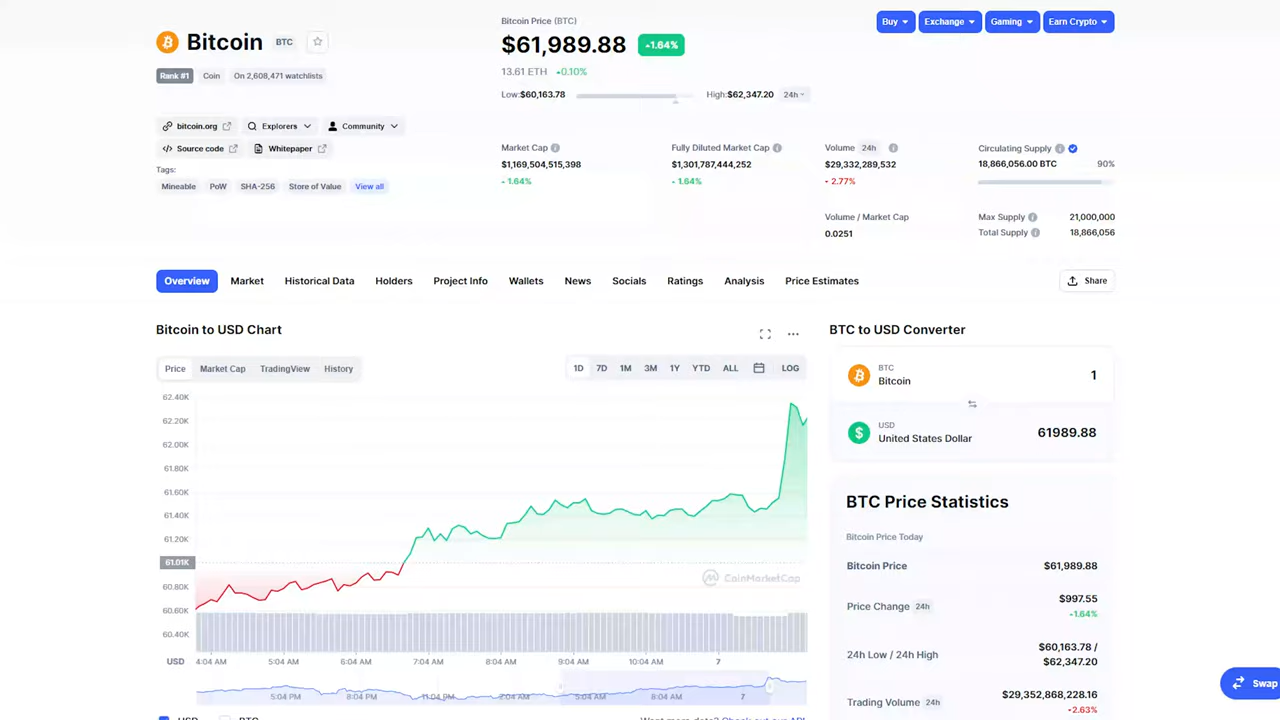 Bitcoin BTC
Rank #1 Coin On 2,608,471 watchlists
bitcoin.org Explorers Community
Source code Whitepaper
Tags:
Mineable PoW SHA-256 Store of Value View all
Bitcoin Price (BTC)
$61,989.88 1.64%
13.61 ETH 0.10%
Low:$60,163.78 High:$62,347.20 24h
Buy Exchange Gaming Earn Crypto
Market Cap
$1,169,504,515,398
1.64%
Fully Diluted Market Cap
$1,301,787,444,252
1.64%
Volume 24h
$29,332,289,532
2.77%
Volume / Market Cap
0.0251
Circulating Supply
18,866,056.00 BTC 90%
Max Supply 21,000,000
Total Supply 18,866,056
Overview Market Historical Data Holders Project Info Wallets News Socials Ratings Analysis Price Estimates Share
Bitcoin to USD Chart
Price Market Cap TradingView History
1D 7D 1M 3M 1Y YTD ALL LOG
62.40K
62.20K
62.00K
61.80K
61.60K
61.40K
61.20K
61.01K
60.80K
60.60K
60.40K
CoinMarketCap
USD 4:04 AM 5:04 AM 6:04 AM 7:04 AM 8:04 AM 9:04 AM 10:04 AM 7
5:04 PM 8:04 PM 11:04 PM 2:04 AM 5:04 AM 8:04 AM 7
USD BTC Want more data? Check out our API
BTC to USD Converter
BTC
Bitcoin 1
USD
United States Dollar 61989.88
BTC Price Statistics
Bitcoin Price Today
Bitcoin Price $61,989.88
Price Change 24h $997.55
1.64%
24h Low / 24h High $60,163.78 /
$62,347.20
Trading Volume 24h $29,352,868,228.16
2.63%
Swap